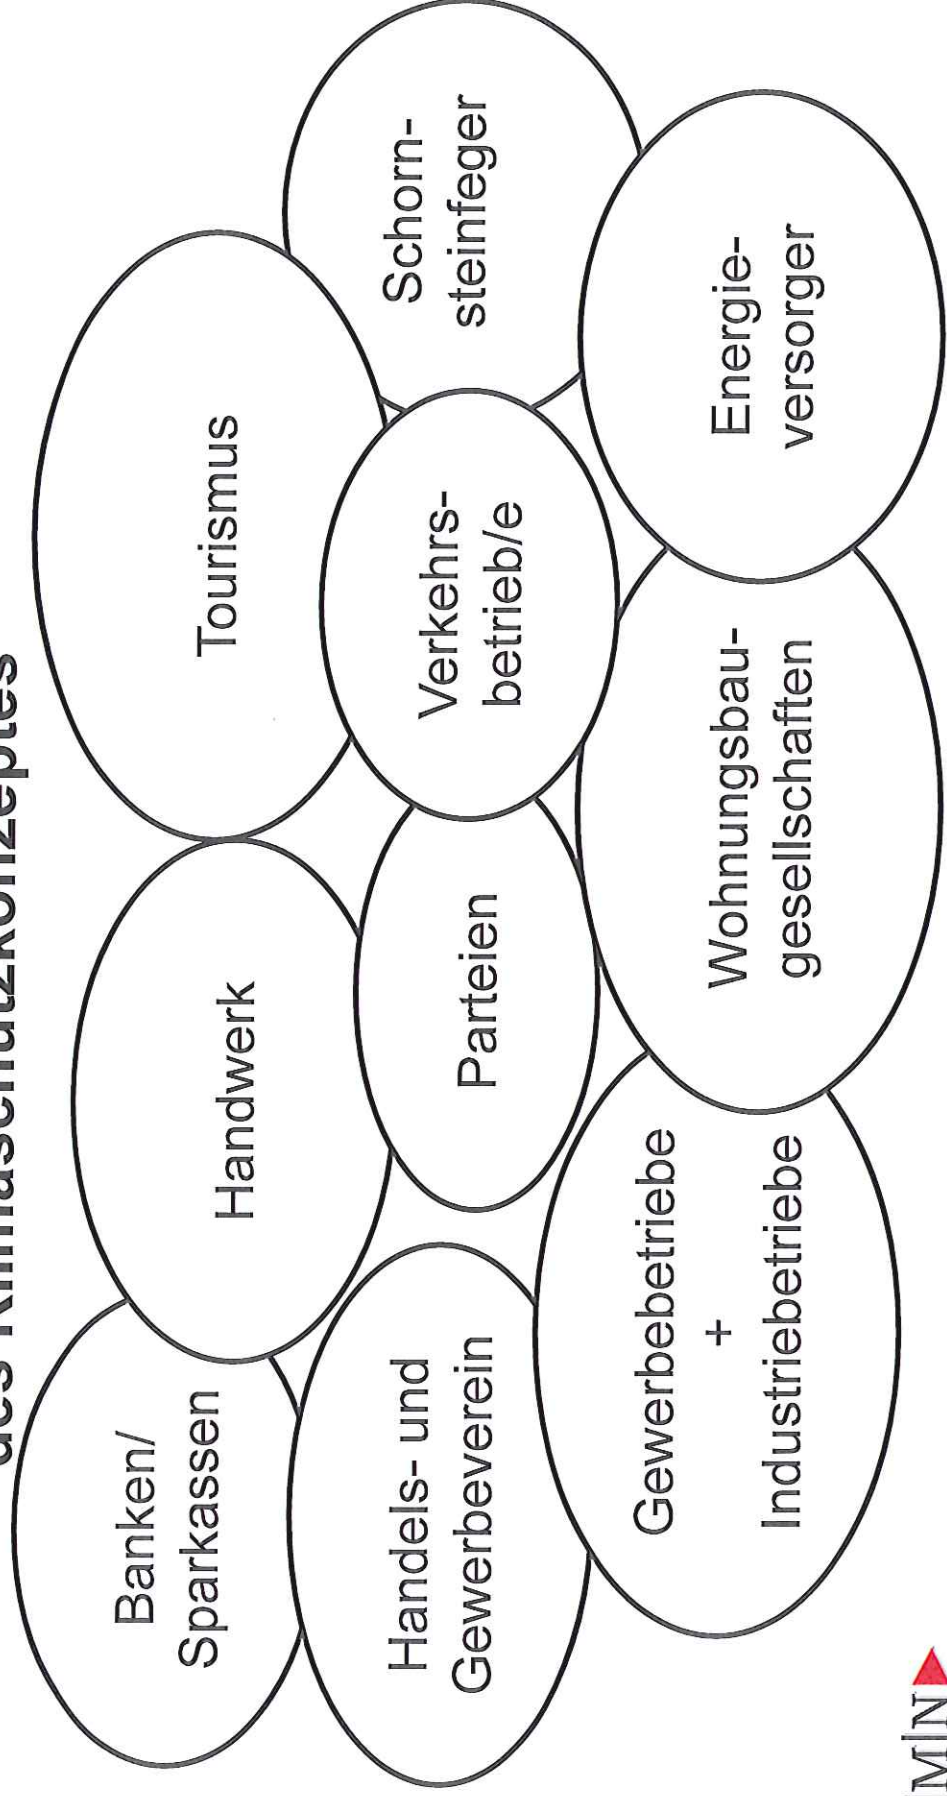 des Klimaschutzkonzeptes
Banken/
Sparkassen
Handwerk
Tourismus
Handels- und
Gewerbeverein
Parteien
Verkehrs-
betrieb/e
Schorn-
steinfeger
Gewerbebetriebe
+
Industriebetriebe
Wohnungsbau-
gesellschaften
Energie-
versorger
M|N